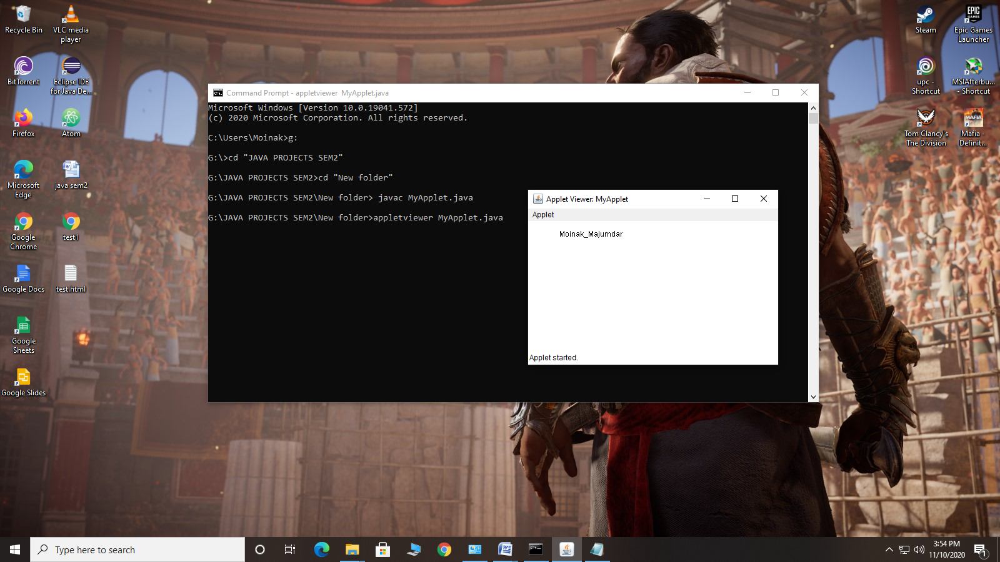 Recycle Bin
VLC media
player
BitTorrent
Eclipse IDE
for Java De...
Firefox
Atom
Microsoft
Edge
java sem2
Google
Chrome
test1
Google Docs
test.html
Google
Sheets
Google Slides
Steam
Epic Games
Launcher
EPIC
GAMES
upc -
Shortcut
MSIAfterbu...
- Shortcut
Tom Clancy's
The Division
MAFIA
Mafia -
Definit...
Command Prompt - appletviewer MyApplet.java
Microsoft Windows [Version 10.0.19041.572]
(c) 2020 Microsoft Corporation. All rights reserved.
C:\Users\Moinak>g:
G:\>cd "JAVA PROJECTS SEM2"
G:\JAVA PROJECTS SEM2>cd "New folder"
G:\JAVA PROJECTS SEM2\New folder> javac MyApplet.java
G:\JAVA PROJECTS SEM2\New folder>appletviewer MyApplet.java
Applet Viewer: MyApplet
Applet
Moinak_Majumdar
Applet started.
Type here to search
3:54 PM
11/10/2020
1